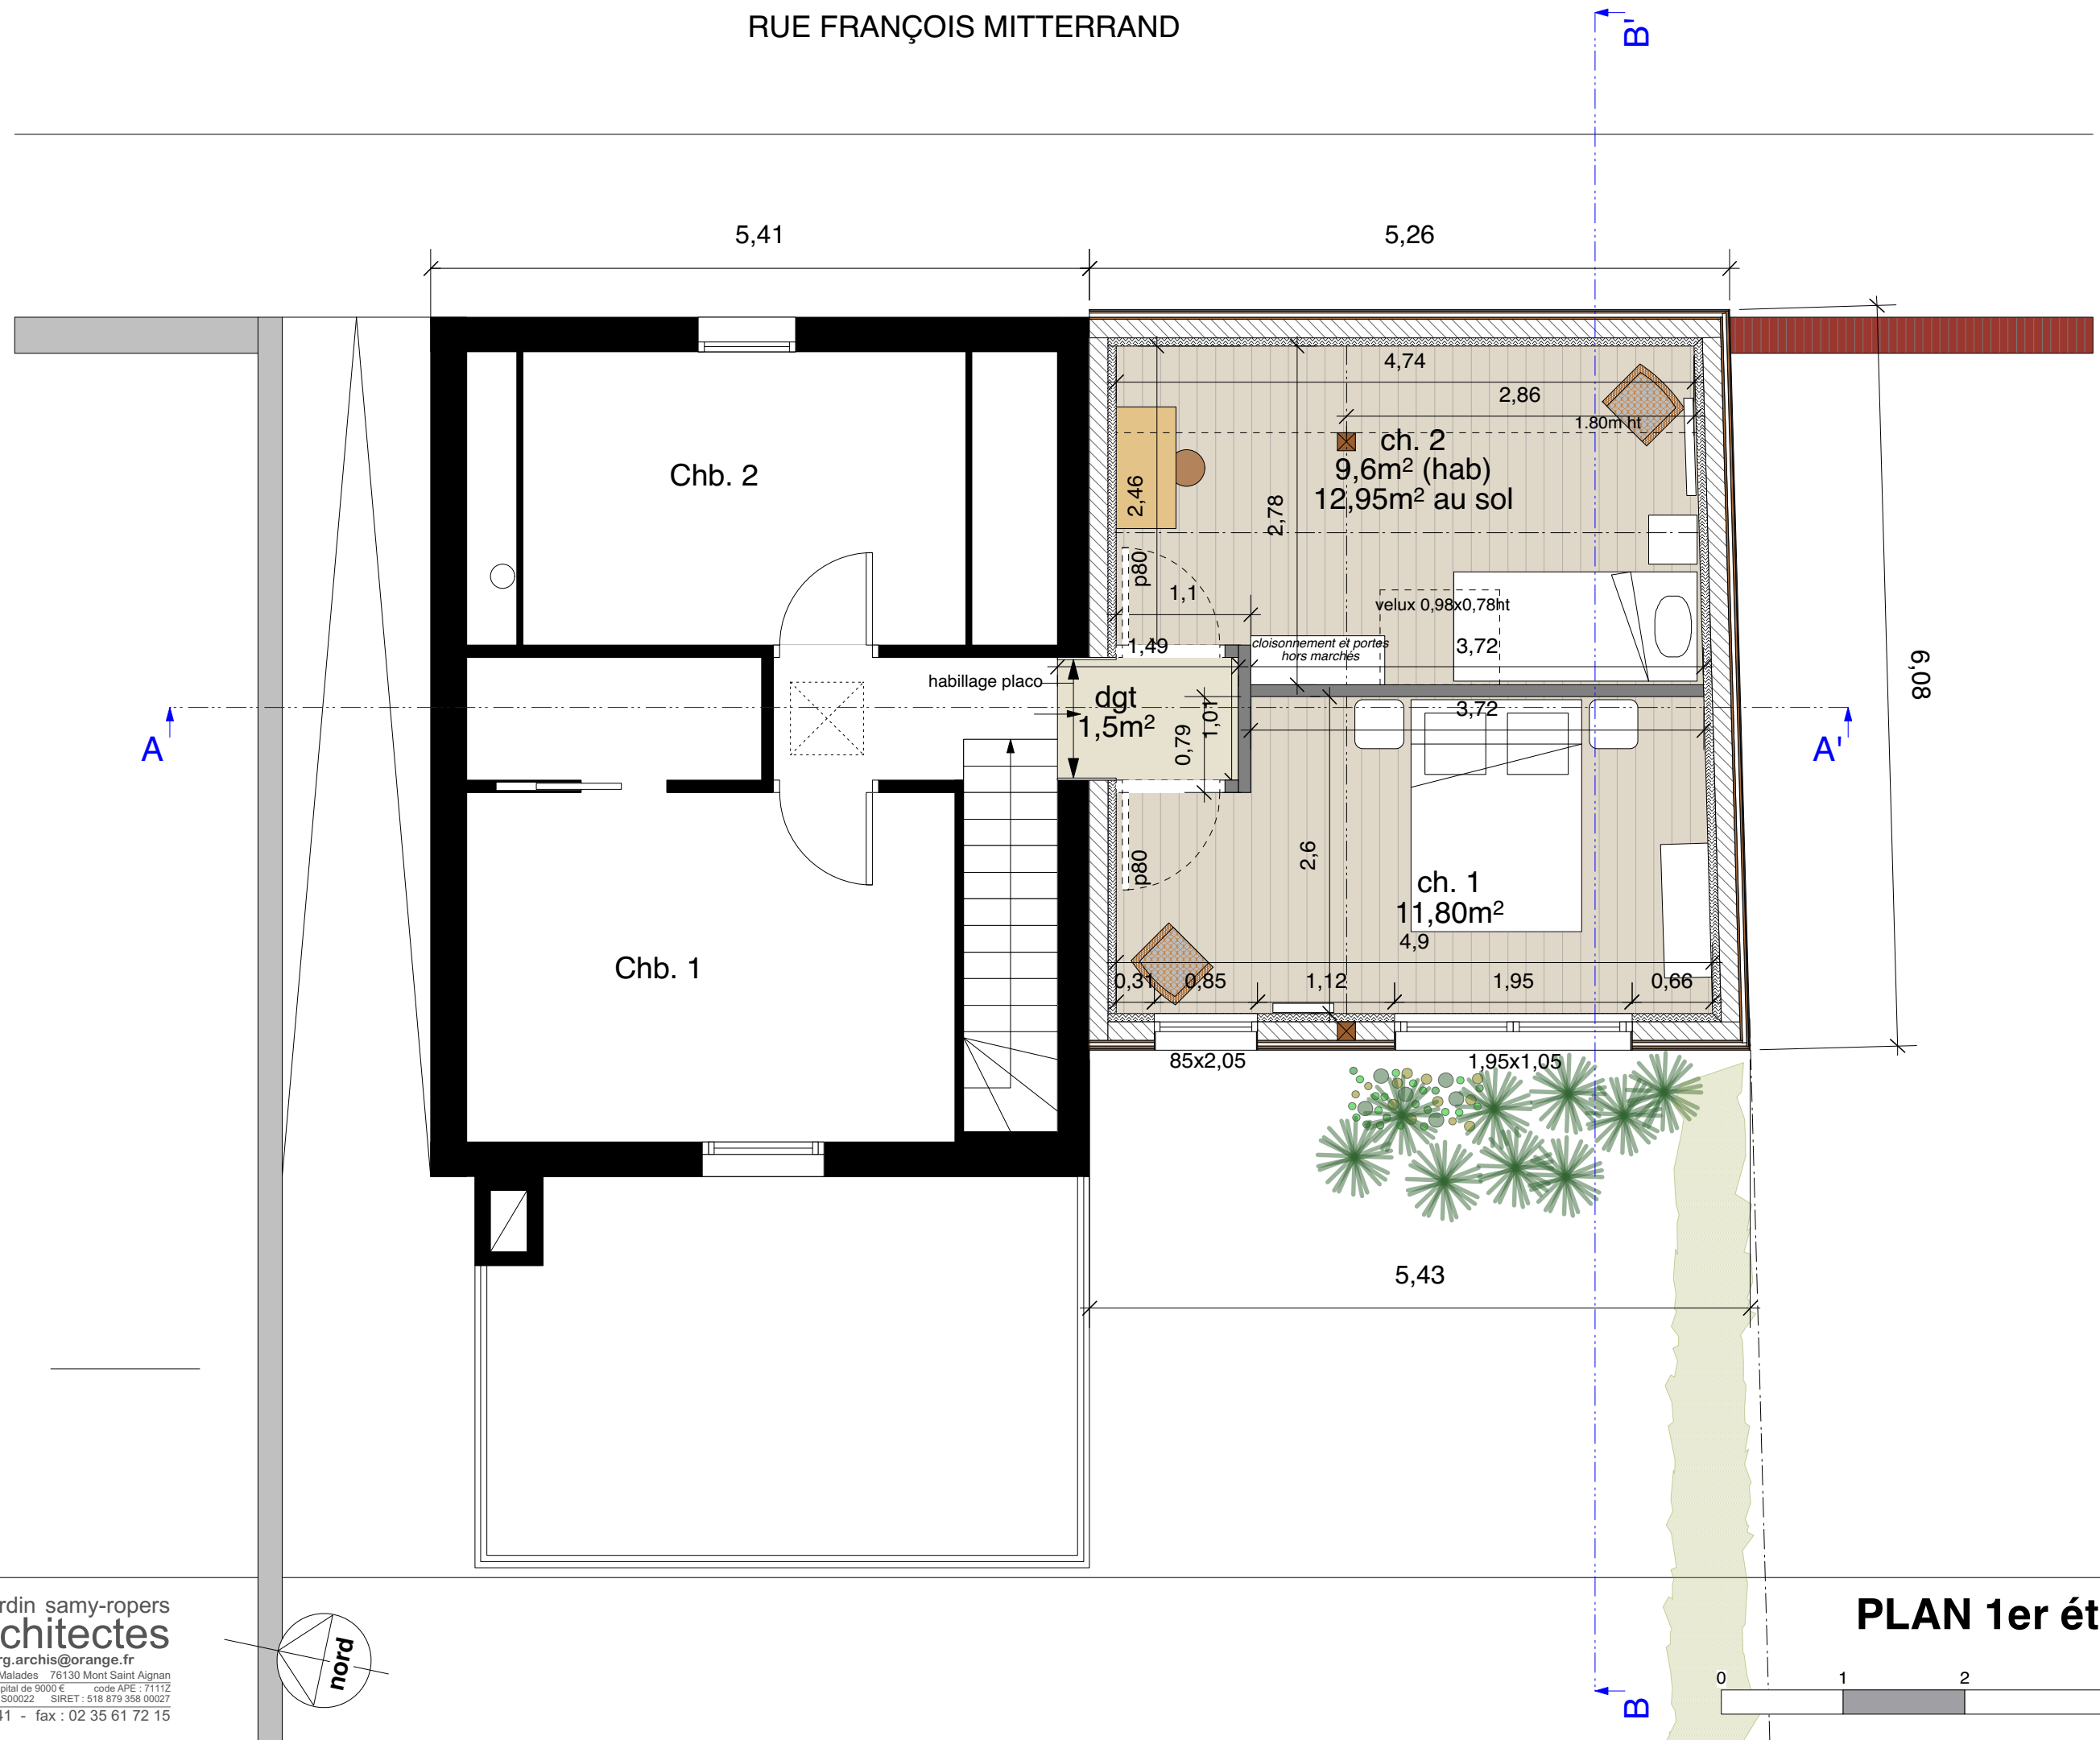 RUE FRANÇOIS MITTERRAND
B'
5,41
5,26
4,74
2,86
1.80m ht
ch. 2
9,6m² (hab)
12,95m² au sol
Chb. 2
2,46
2,78
p80
1,1
velux 0,98x0,78ht
1,49
cloisonnement et portes
hors marchés
3,72
6,08
habillage placo
dgt
1,5m²
1,01
0,79
3,72
A
A'
2,6
p80
ch. 1
11,80m²
4,9
Chb. 1
0,31
0,85
1,12
1,95
0,66
85x2,05
1,95x1,05
5,43
rdin samy-ropers
chitectes
rg.archis@orange.fr
Malades 76130 Mont Saint Aignan
pital de 9000 € code APE : 7111Z
S00022 SIRET : 518 879 358 00027
41 - fax : 02 35 61 72 15
nord
PLAN 1er ét
0 1 2
B